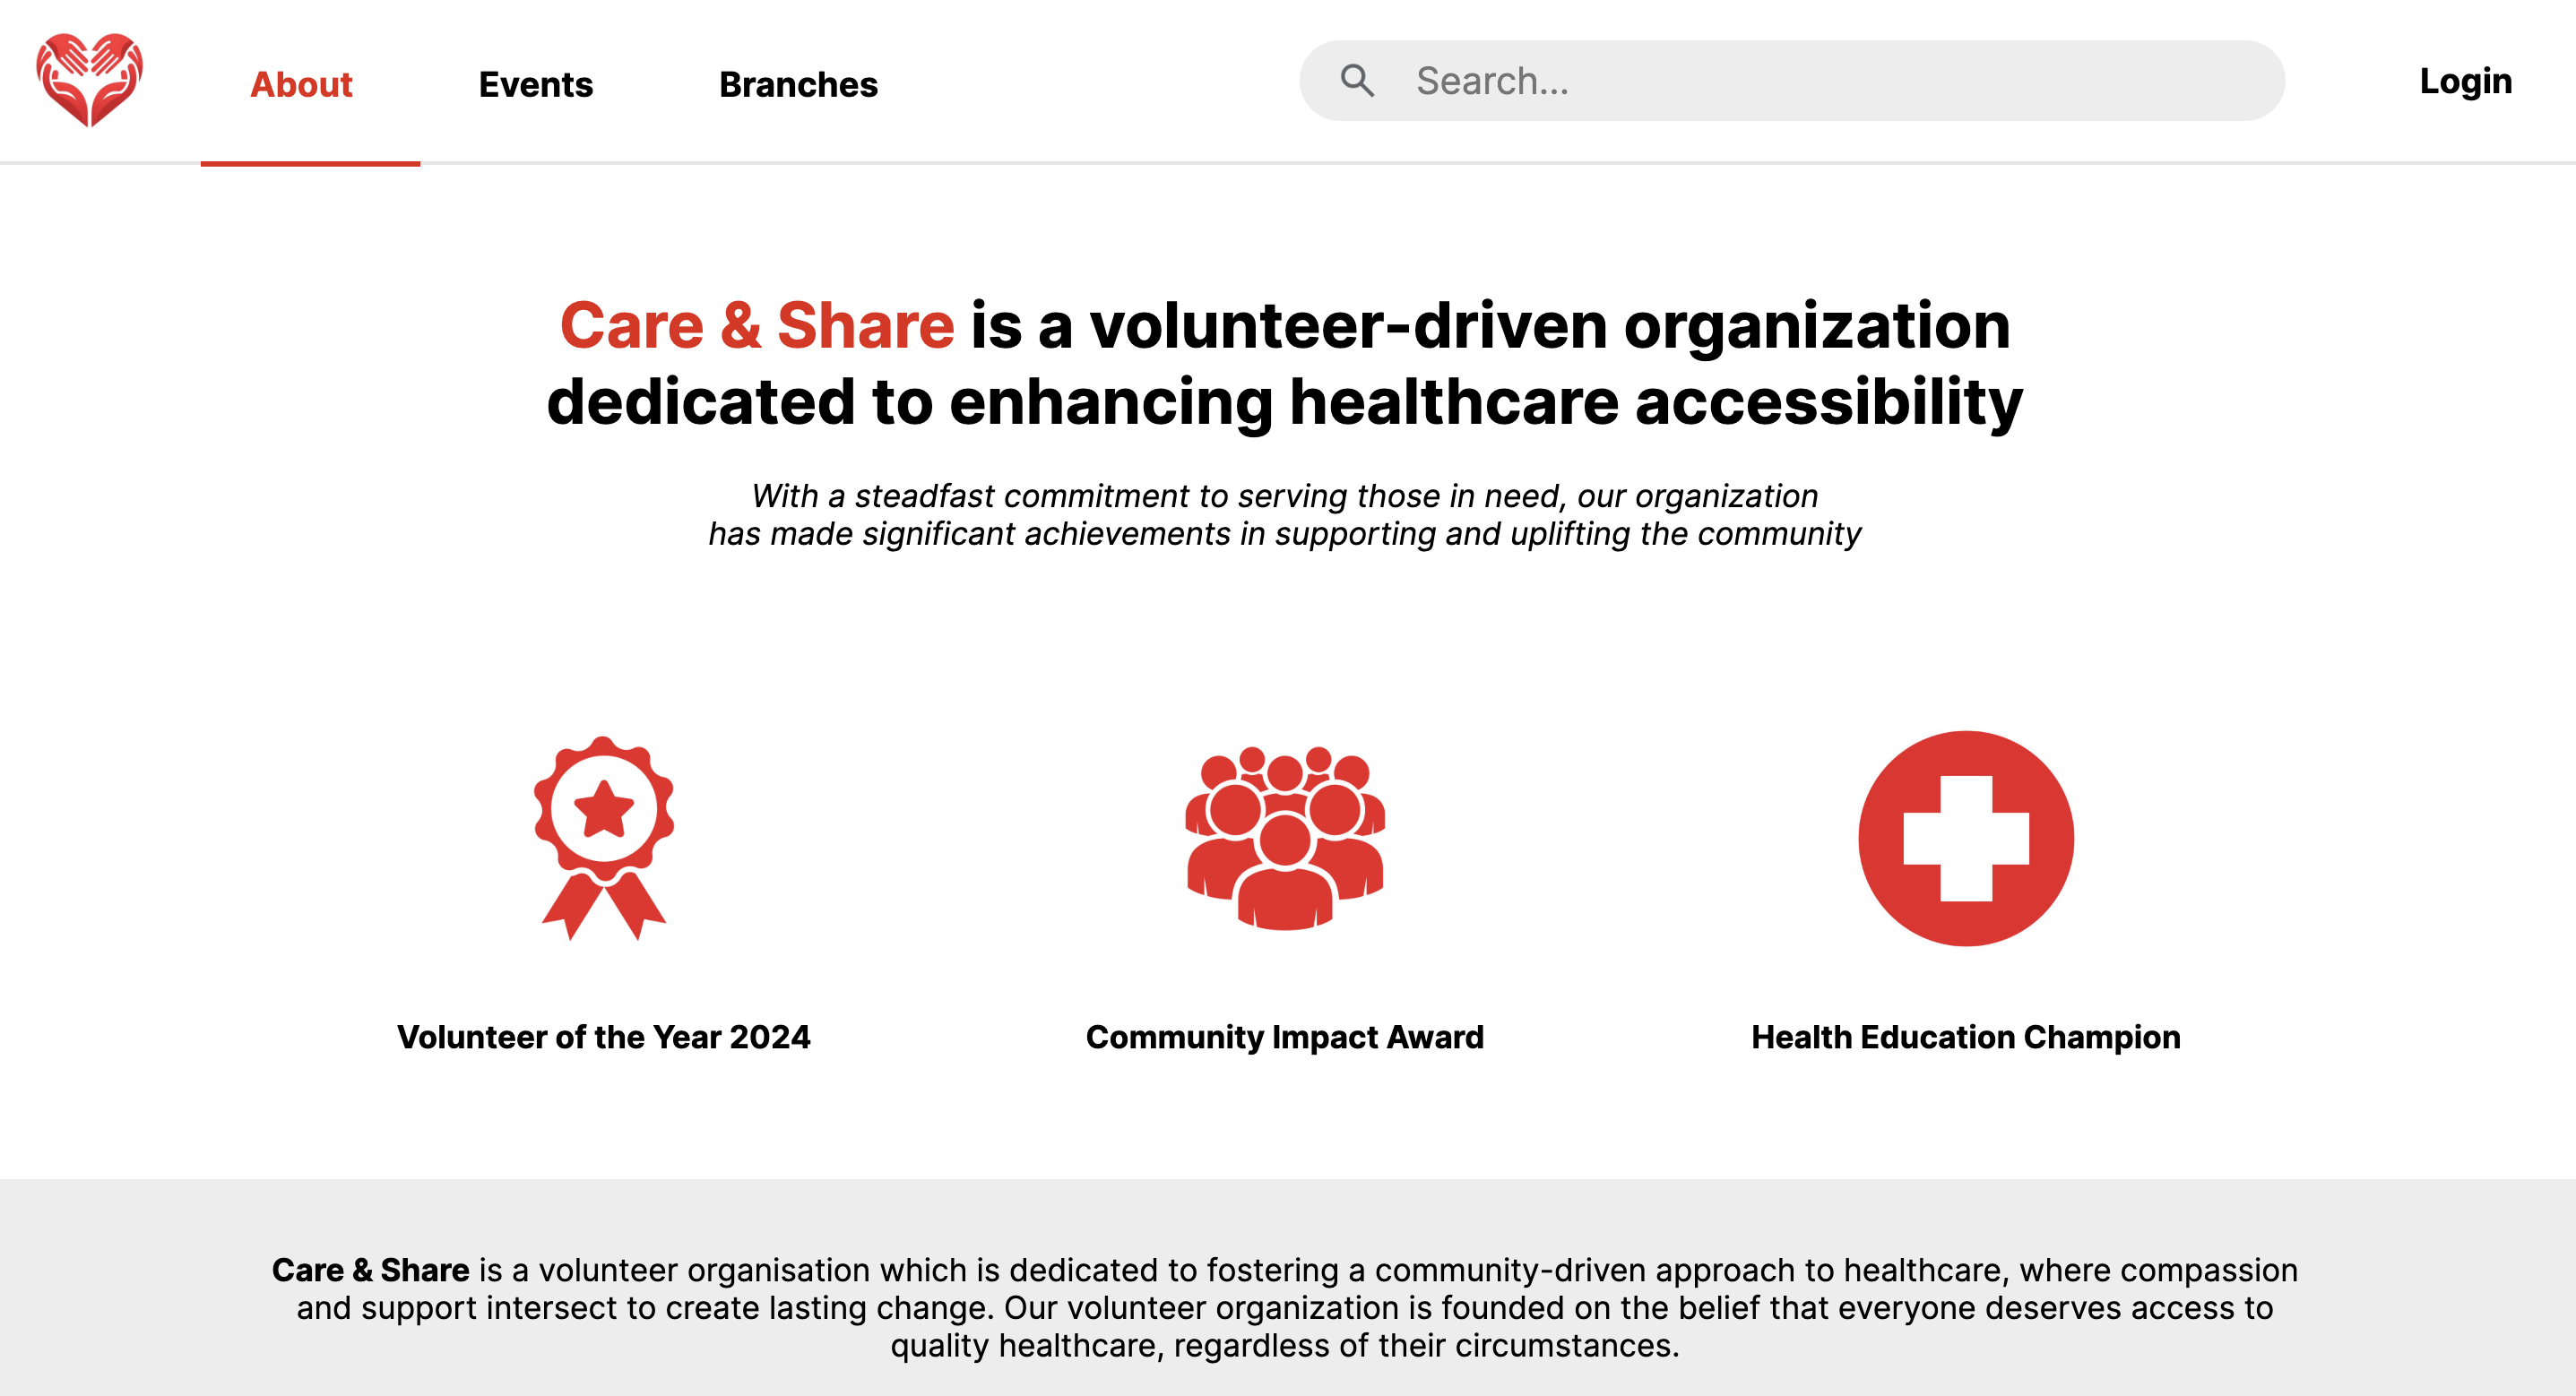 About
Events
Branches
Search...
Login
Care & Share is a volunteer-driven organization
dedicated to enhancing healthcare accessibility
With a steadfast commitment to serving those in need, our organization
has made significant achievements in supporting and uplifting the community
Volunteer of the Year 2024
Community Impact Award
Health Education Champion
Care & Share is a volunteer organisation which is dedicated to fostering a community-driven approach to healthcare, where compassion
and support intersect to create lasting change. Our volunteer organization is founded on the belief that everyone deserves access to
quality healthcare, regardless of their circumstances.